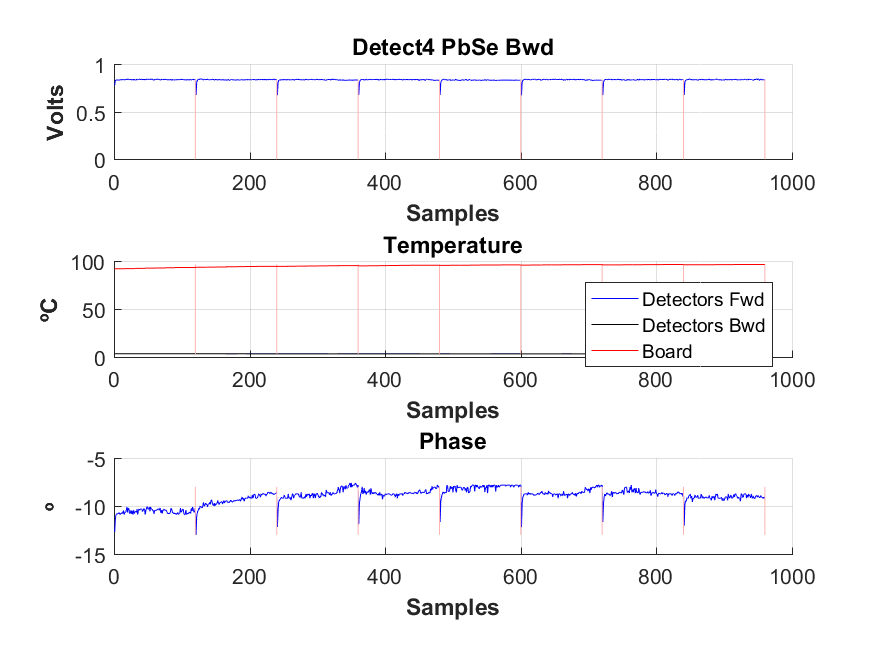 Detect4 PbSe Bwd
1
0.5
0
Volts
0 200 400 600 800 1000
Samples
Temperature
100
50
0
ºC
Detectors Fwd
Detectors Bwd
Board
0 200 400 600 800 1000
Samples
Phase
-5
-10
-15
º
0 200 400 600 800 1000
Samples